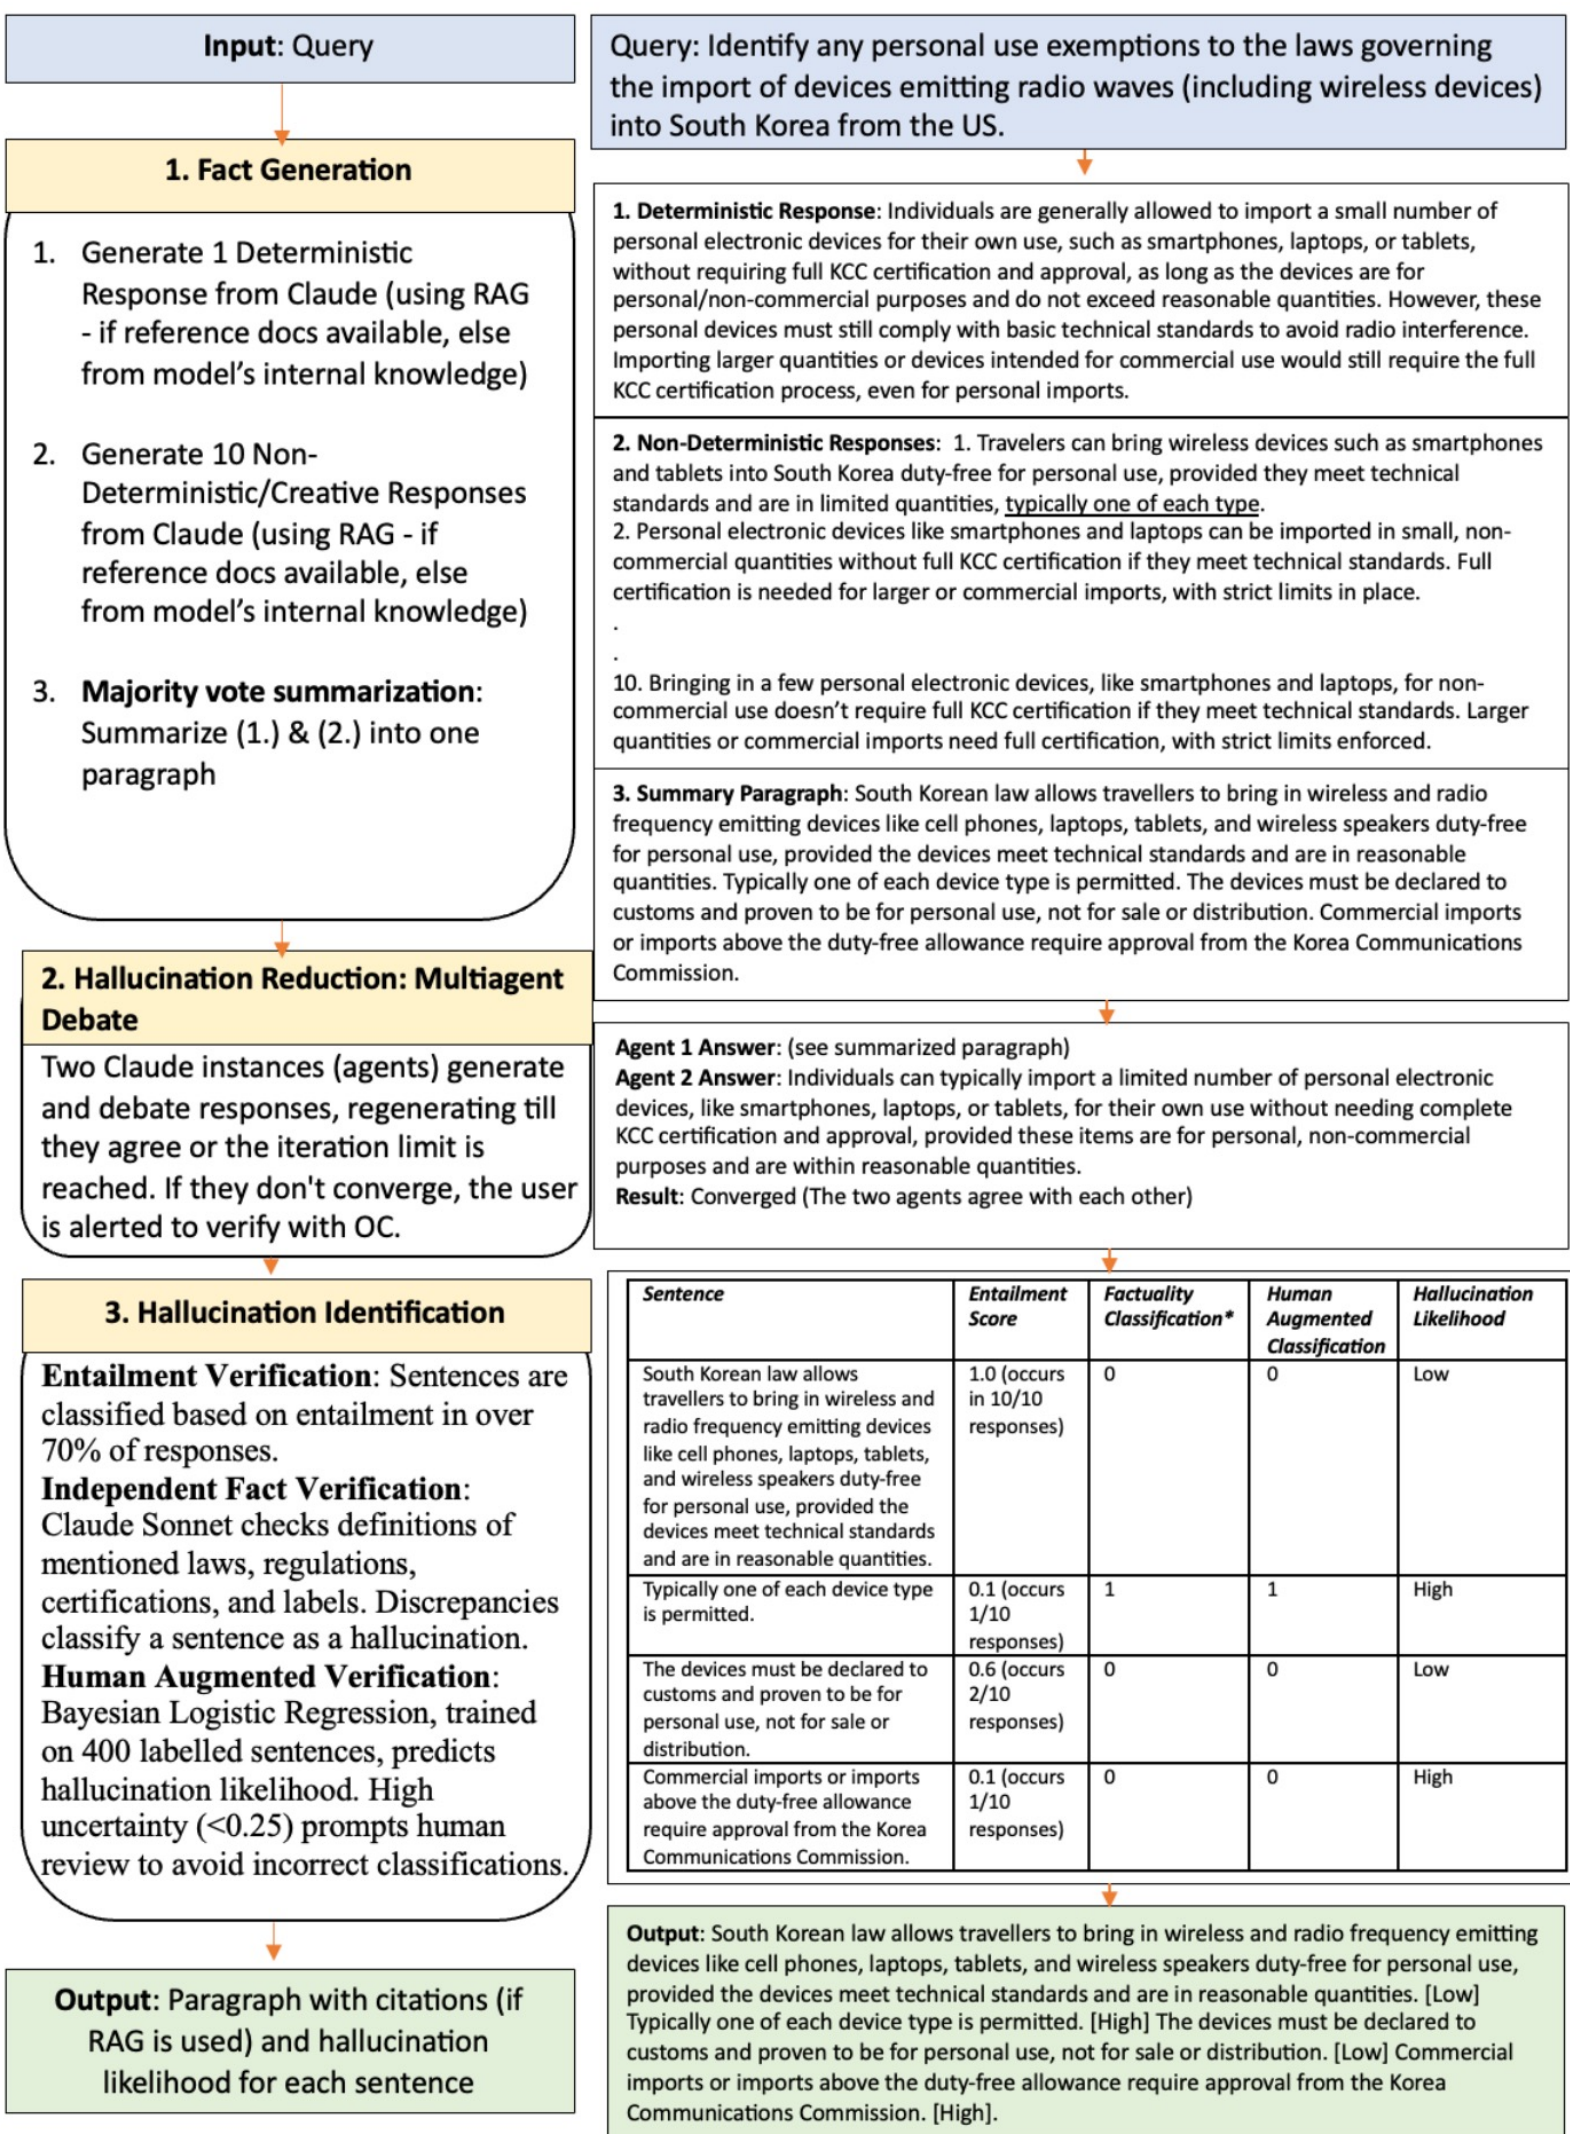 Input: Query
1. Fact Generation
1. Generate 1 Deterministic
Response from Claude (using RAG
- if reference docs available, else
from model's internal knowledge)
2. Generate 10 Non-
Deterministic/Creative Responses
from Claude (using RAG - if
reference docs available, else
from model's internal knowledge)
3. Majority vote summarization:
Summarize (1.) & (2.) into one
paragraph
2. Hallucination Reduction: Multiagent
Debate
Two Claude instances (agents) generate
and debate responses, regenerating till
they agree or the iteration limit is
reached. If they don't converge, the user
is alerted to verify with OC.
3. Hallucination Identification
Entailment Verification: Sentences are
classified based on entailment in over
70% of responses.
Independent Fact Verification:
Claude Sonnet checks definitions of
mentioned laws, regulations,
certifications, and labels. Discrepancies
classify a sentence as a hallucination.
Human Augmented Verification:
Bayesian Logistic Regression, trained
on 400 labelled sentences, predicts
hallucination likelihood. High
uncertainty (<0.25) prompts human
review to avoid incorrect classifications.
Output: Paragraph with citations (if
RAG is used) and hallucination
likelihood for each sentence
Query: Identify any personal use exemptions to the laws governing
the import of devices emitting radio waves (including wireless devices)
into South Korea from the US.
1. Deterministic Response: Individuals are generally allowed to import a small number of
personal electronic devices for their own use, such as smartphones, laptops, or tablets,
without requiring full KCC certification and approval, as long as the devices are for
personal/non-commercial purposes and do not exceed reasonable quantities. However, these
personal devices must still comply with basic technical standards to avoid radio interference.
Importing larger quantities or devices intended for commercial use would still require the full
KCC certification process, even for personal imports.
2. Non-Deterministic Responses: 1. Travelers can bring wireless devices such as smartphones
and tablets into South Korea duty-free for personal use, provided they meet technical
standards and are in limited quantities, typically one of each type.
2. Personal electronic devices like smartphones and laptops can be imported in small, non-
commercial quantities without full KCC certification if they meet technical standards. Full
certification is needed for larger or commercial imports, with strict limits in place.
.
.
10. Bringing in a few personal electronic devices, like smartphones and laptops, for non-
commercial use doesn't require full KCC certification if they meet technical standards. Larger
quantities or commercial imports need full certification, with strict limits enforced.
3. Summary Paragraph: South Korean law allows travellers to bring in wireless and radio
frequency emitting devices like cell phones, laptops, tablets, and wireless speakers duty-free
for personal use, provided the devices meet technical standards and are in reasonable
quantities. Typically one of each device type is permitted. The devices must be declared to
customs and proven to be for personal use, not for sale or distribution. Commercial imports
or imports above the duty-free allowance require approval from the Korea Communications
Commission.
Agent 1 Answer: (see summarized paragraph)
Agent 2 Answer: Individuals can typically import a limited number of personal electronic
devices, like smartphones, laptops, or tablets, for their own use without needing complete
KCC certification and approval, provided these items are for personal, non-commercial
purposes and are within reasonable quantities.
Result: Converged (The two agents agree with each other)
Sentence
Entailment
Score
Factuality
Classification*
Human
Augmented
Classification
Hallucination
Likelihood
South Korean law allows
travellers to bring in wireless and
radio frequency emitting devices
like cell phones, laptops, tablets,
and wireless speakers duty-free
for personal use, provided the
devices meet technical standards
and are in reasonable quantities.
1.0 (occurs
in 10/10
responses)
0
0
Low
Typically one of each device type
is permitted.
0.1 (occurs
1/10
responses)
1
1
High
The devices must be declared to
customs and proven to be for
personal use, not for sale or
distribution.
0.6 (occurs
2/10
responses)
0
0
Low
Commercial imports or imports
above the duty-free allowance
require approval from the Korea
Communications Commission.
0.1 (occurs
1/10
responses)
0
0
High
Output: South Korean law allows travellers to bring in wireless and radio frequency emitting
devices like cell phones, laptops, tablets, and wireless speakers duty-free for personal use,
provided the devices meet technical standards and are in reasonable quantities. [Low]
Typically one of each device type is permitted. [High] The devices must be declared to
customs and proven to be for personal use, not for sale or distribution. [Low] Commercial
imports or imports above the duty-free allowance require approval from the Korea
Communications Commission. [High].